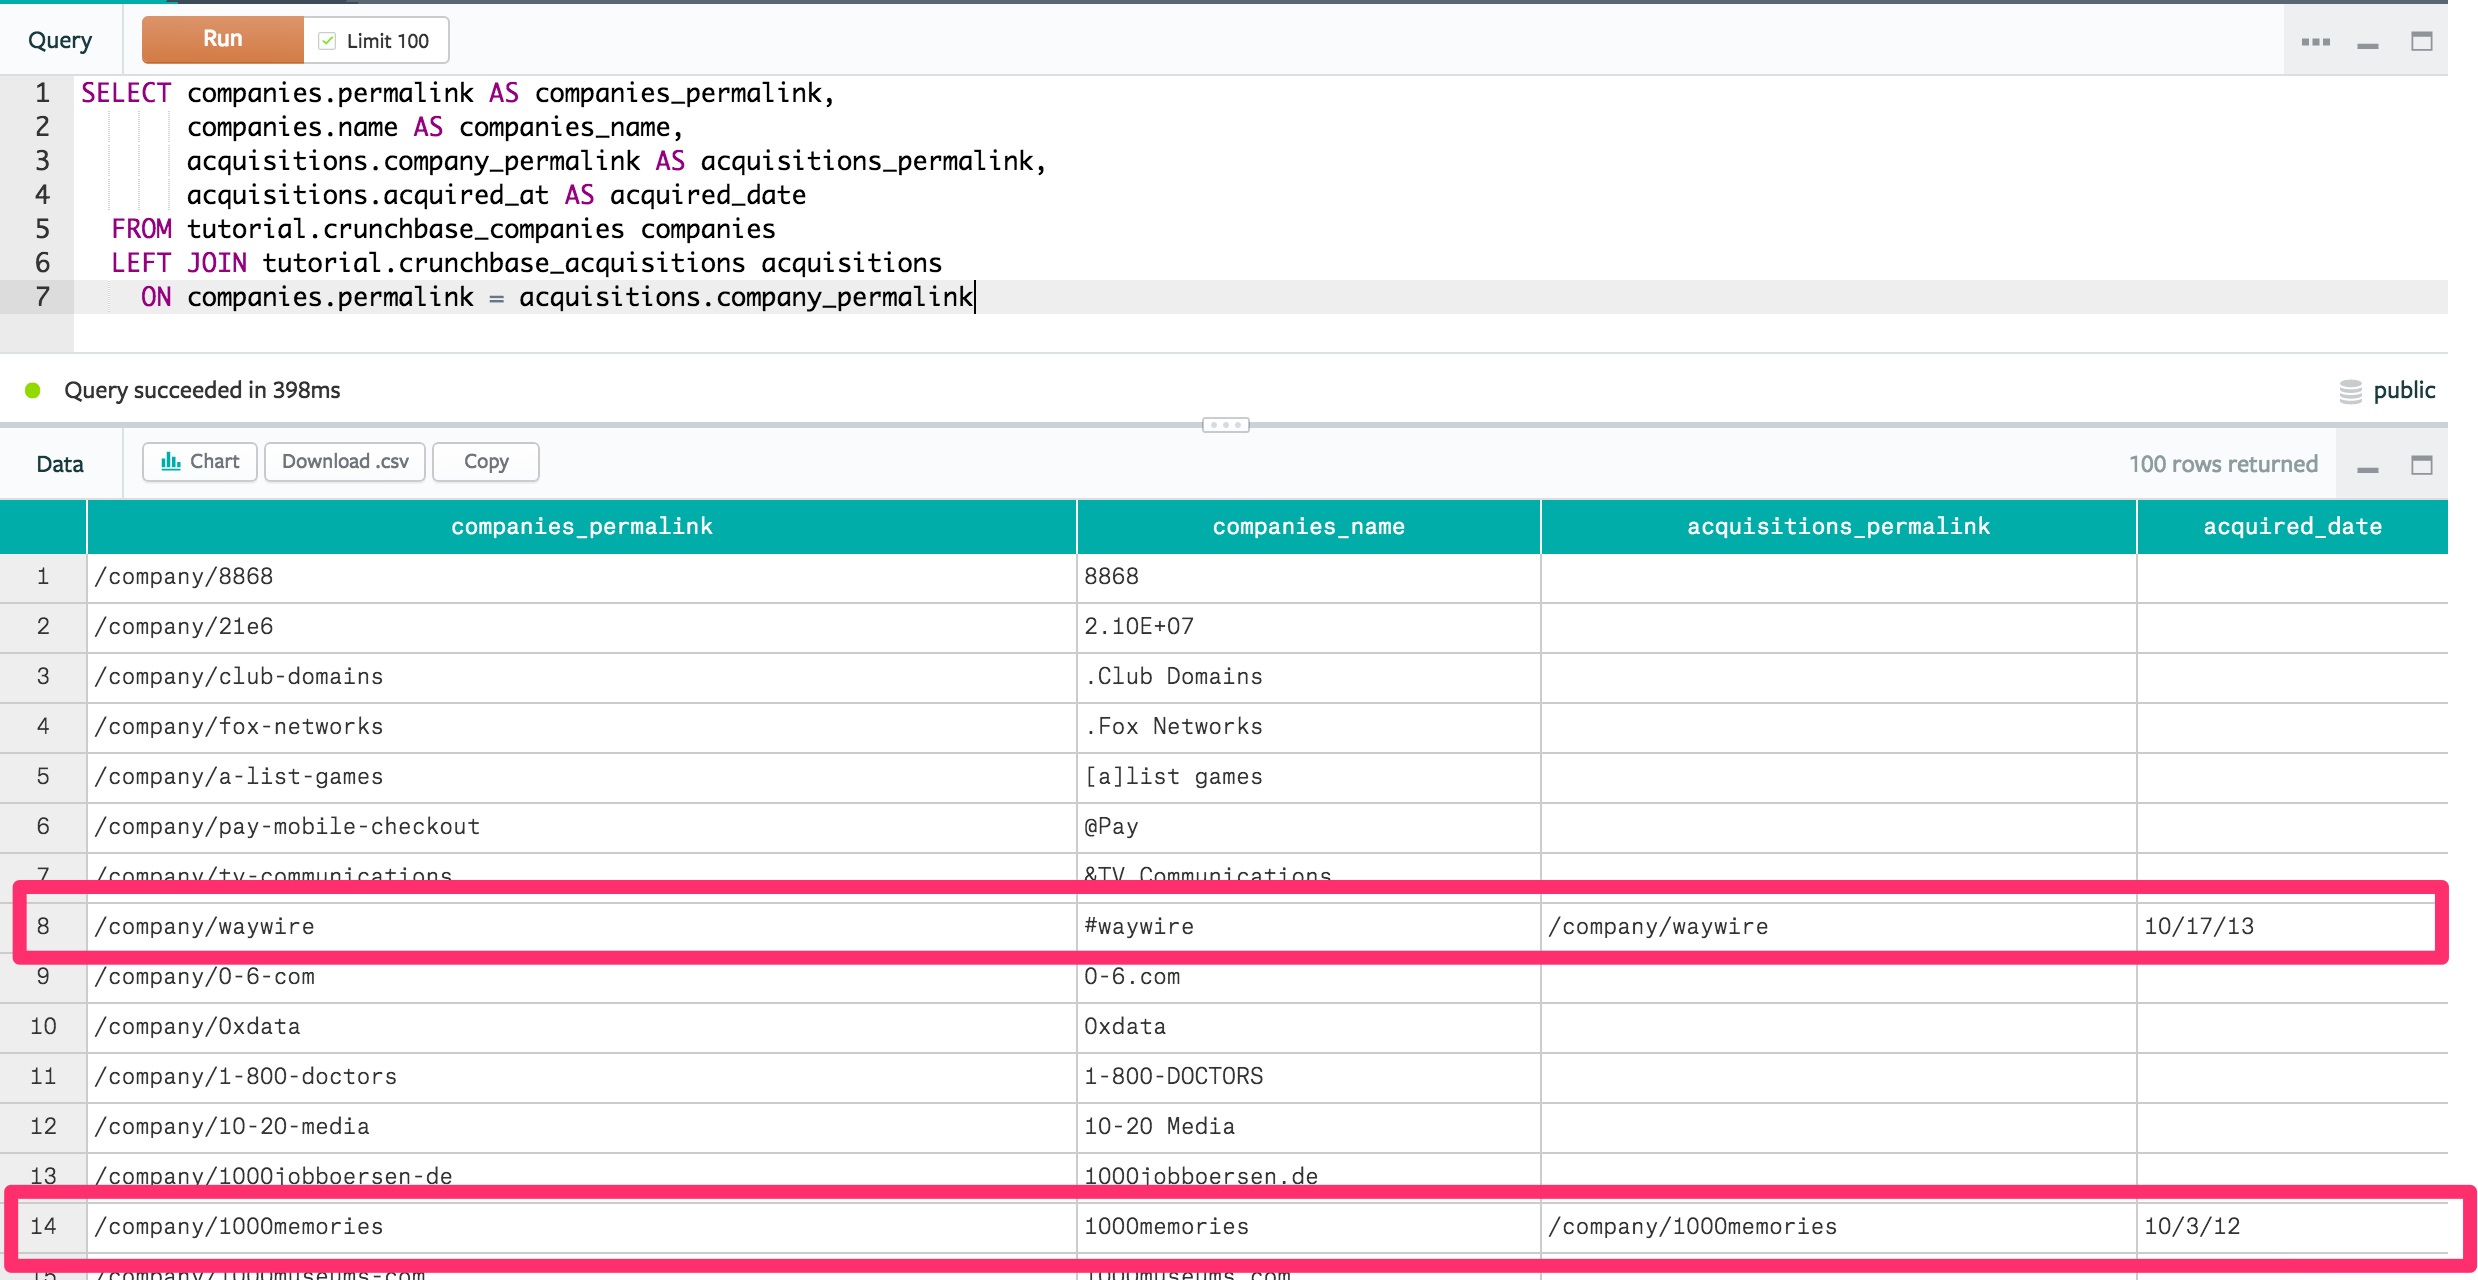 Query Run Limit 100
1 SELECT companies.permalink AS companies_permalink,
2 companies.name AS companies_name,
3 acquisitions.company_permalink AS acquisitions_permalink,
4 acquisitions.acquired_at AS acquired_date
5 FROM tutorial.crunchbase_companies companies
6 LEFT JOIN tutorial.crunchbase_acquisitions acquisitions
7 ON companies.permalink = acquisitions.company_permalink
Query succeeded in 398ms public
Data Chart Download .csv Copy 100 rows returned
companies_permalink companies_name acquisitions_permalink acquired_date
1 /company/8868 8868
2 /company/21e6 2.10E+07
3 /company/club-domains .Club Domains
4 /company/fox-networks .Fox Networks
5 /company/a-list-games [a]list games
6 /company/pay-mobile-checkout @Pay
7 /company/tv-communications &TV Communications
8 /company/waywire #waywire /company/waywire 10/17/13
9 /company/0-6-com 0-6.com
10 /company/0xdata 0xdata
11 /company/1-800-doctors 1-800-DOCTORS
12 /company/10-20-media 10-20 Media
13 /company/1000jobboersen-de 1000jobboersen.de
14 /company/1000memories 1000memories /company/1000memories 10/3/12
15 /company/1000museums-com 1000museums.com